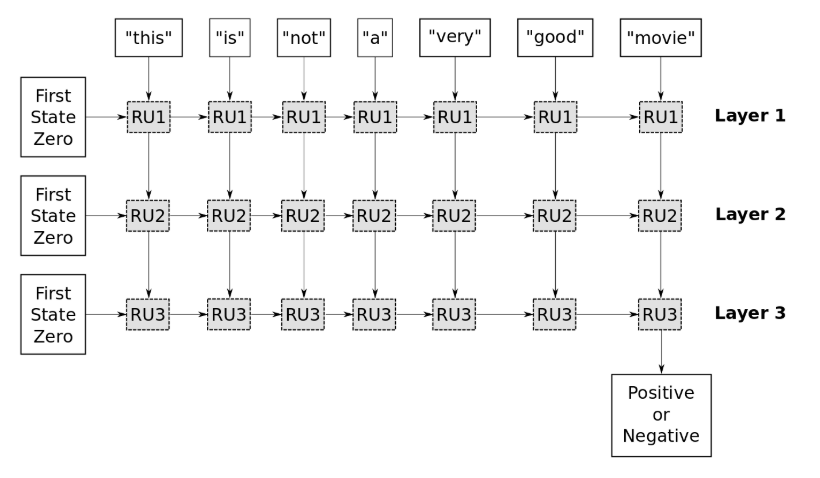 "this" "is" "not" "a" "very" "good" "movie"
First
State
Zero
RU1 RU1 RU1 RU1 RU1 RU1 RU1 Layer 1
First
State
Zero
RU2 RU2 RU2 RU2 RU2 RU2 RU2 Layer 2
First
State
Zero
RU3 RU3 RU3 RU3 RU3 RU3 RU3 Layer 3
Positive
or
Negative